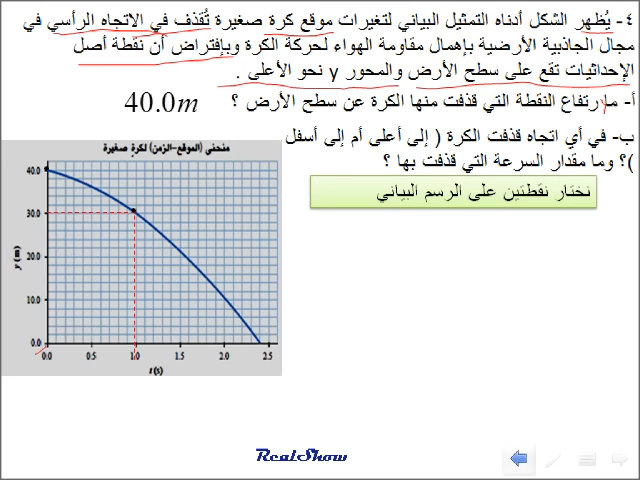 ٤- يُظهر الشكل أدناه التمثيل البياني لتغيرات موقع كرة صغيرة تُقذف في الاتجاه الرأسي في
مجال الجاذبية الأرضية بإهمال مقاومة الهواء لحركة الكرة وبإفتراض أن نقطة أصل
الإحداثيات تقع على سطح الأرض والمحور y نحو الأعلى .
أ- ما رتفاع النقطة التي قذفت منها الكرة عن سطح الأرض ؟ 40.0m
ب- في أي اتجاه قذفت الكرة ( إلى أعلى أم إلى أسفل
)؟ وما مقدار السرعة التي قذفت بها ؟
نختار نقطتين على الرسم البياني
منحنى (الموقع-الزمن) لكرة صغيرة
y (m)
40.0
30.0
20.0
10.0
0.0
0.0 0.5 1.0 1.5 2.0 2.5
t (s)
RealShow